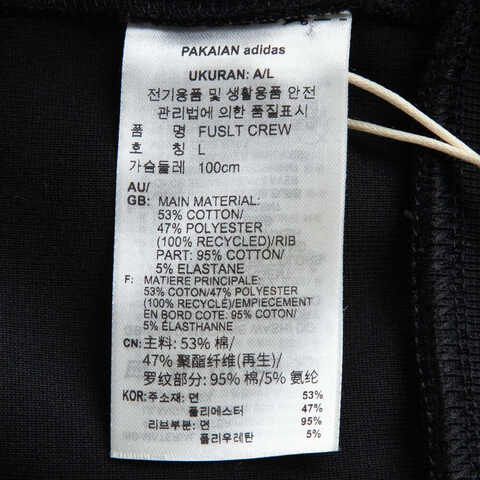 PAKAIAN adidas
UKURAN: A/L
전기용품 및 생활용품 안전
관리법에 의한 품질표시
품 명 FUSLT CREW
호 칭 L
가슴둘레 100cm
AU/
GB: MAIN MATERIAL:
53% COTTON/
47% POLYESTER
(100% RECYCLED)/RIB
PART: 95% COTTON/
5% ELASTANE
F: MATIERE PRINCIPALE:
53% COTON/47% POLYESTER
(100% RECYCLÉ)/EMPIECEMENT
EN BORD COTE: 95% COTON/
5% ÉLASTHANNE
CN: 主料: 53% 棉/
47% 聚酯纤维(再生)/
罗纹部分: 95% 棉/5% 氨纶
KOR: 주소재: 면 53%
폴리에스터 47%
리브부분: 면 95%
폴리우레탄 5%